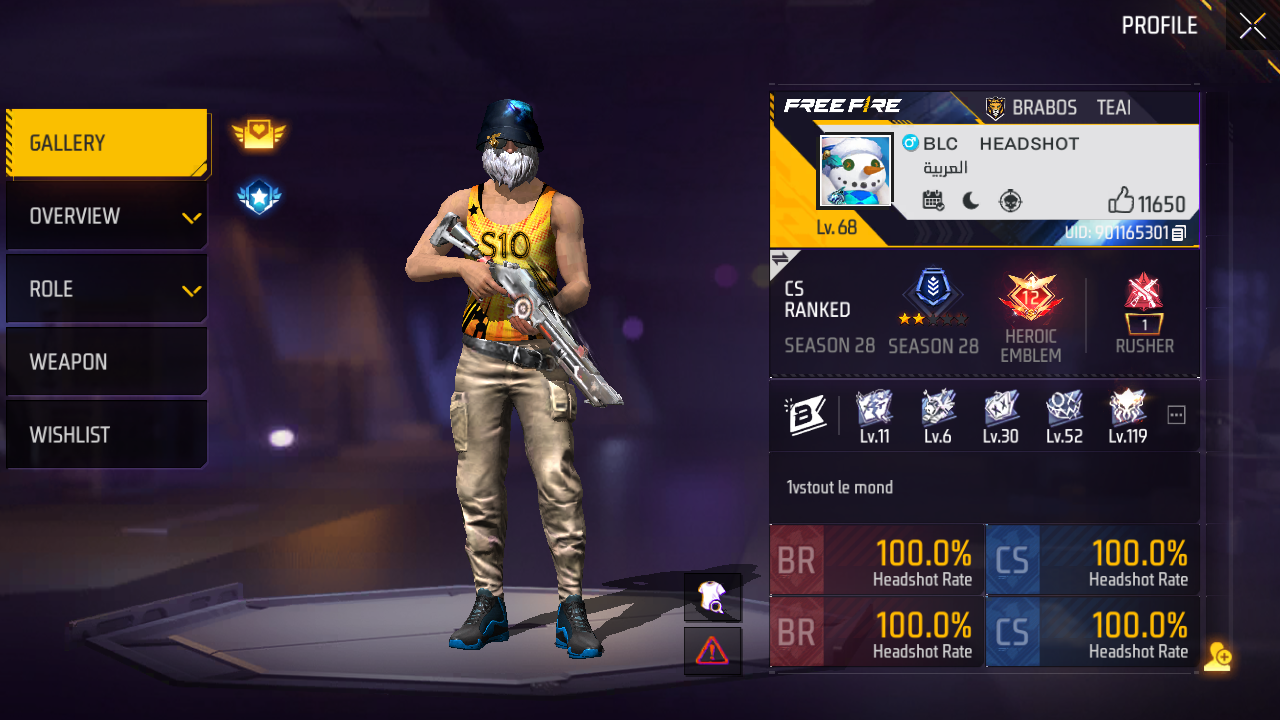 PROFILE
GALLERY
OVERVIEW
ROLE
WEAPON
WISHLIST
S10
FREE FIRE
BRABOS TEAI
BLC HEADSHOT
العربية
11650
Lv. 68
UID: 901165301
CS
RANKED
SEASON 28
SEASON 28
12
HEROIC
EMBLEM
1
RUSHER
B
Lv.11
Lv.6
Lv.30
Lv.52
Lv.119
1vstout le mond
BR 100.0%
Headshot Rate
CS 100.0%
Headshot Rate
BR 100.0%
Headshot Rate
CS 100.0%
Headshot Rate